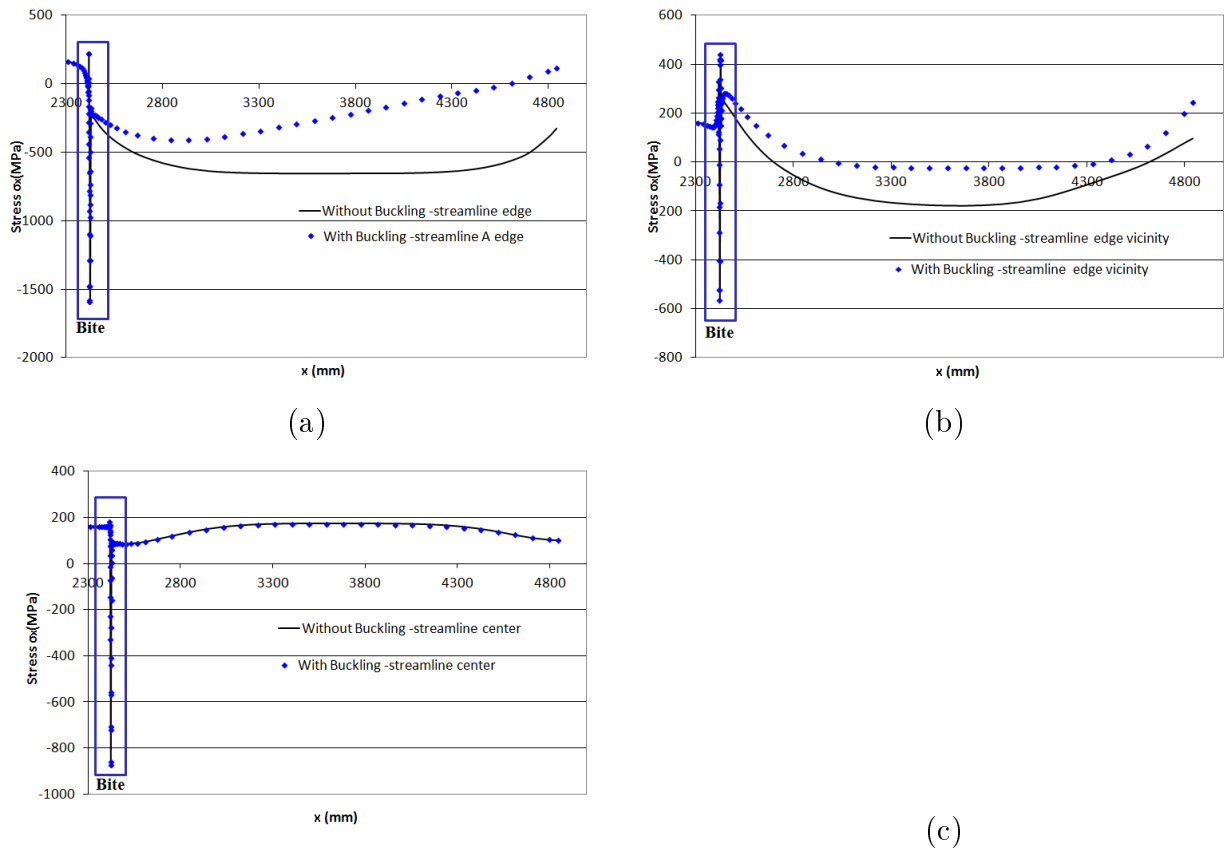 500
0
-500
-1000
-1500
-2000
2300 2800 3300 3800 4300 4800
Stress σx(MPa)
Without Buckling -streamline edge
With Buckling -streamline A edge
Bite
x (mm)
(a)
600
400
200
0
-200
-400
-600
-800
2300 2800 3300 3800 4300 4800
Stress σx(MPa)
Without Buckling -streamline edge vicinity
With Buckling -streamline edge vicinity
Bite
x (mm)
(b)
400
200
0
-200
-400
-600
-800
-1000
2300 2800 3300 3800 4300 4800
Stress σx(MPa)
Without Buckling -streamline center
With Buckling -streamline center
Bite
x (mm)
(c)